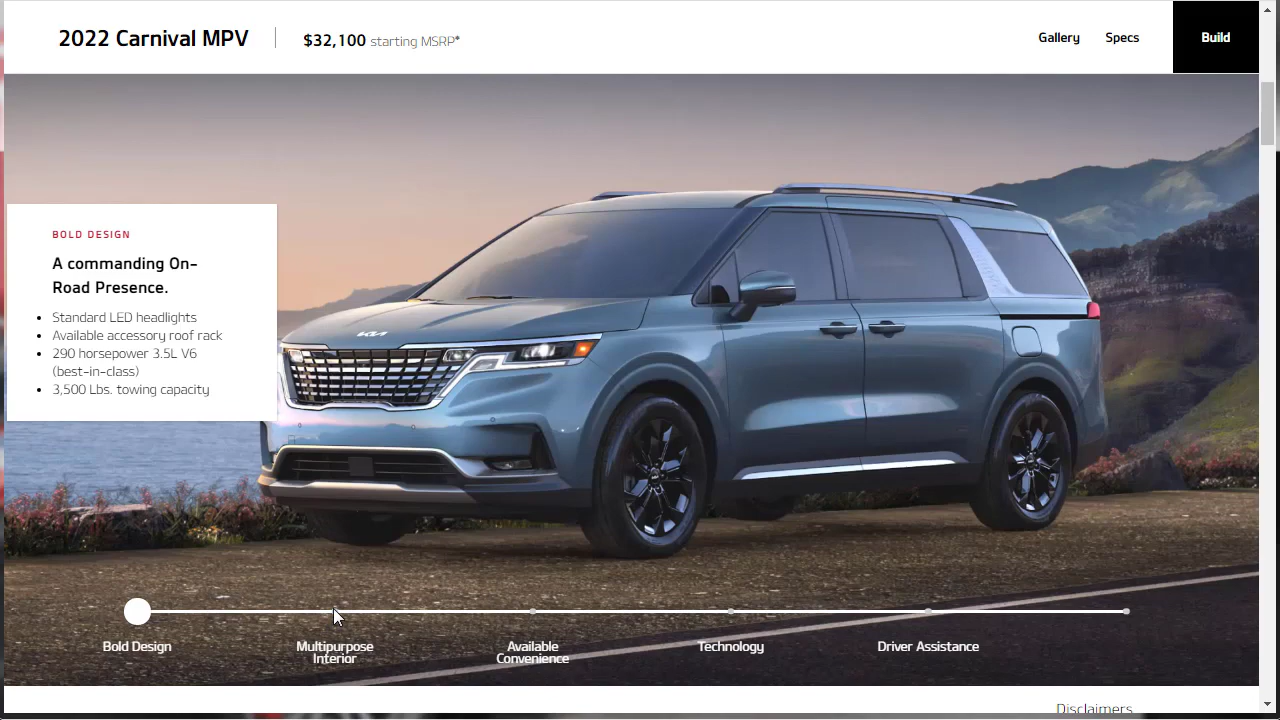 2022 Carnival MPV
$32,100 starting MSRP*
Gallery
Specs
Build
BOLD DESIGN
A commanding On-
Road Presence.
Standard LED headlights
Available accessory roof rack
290 horsepower 3.5L V6
(best-in-class)
3,500 Lbs. towing capacity
KIA
Bold Design
Multipurpose
Interior
Available
Convenience
Technology
Driver Assistance
Disclaimers